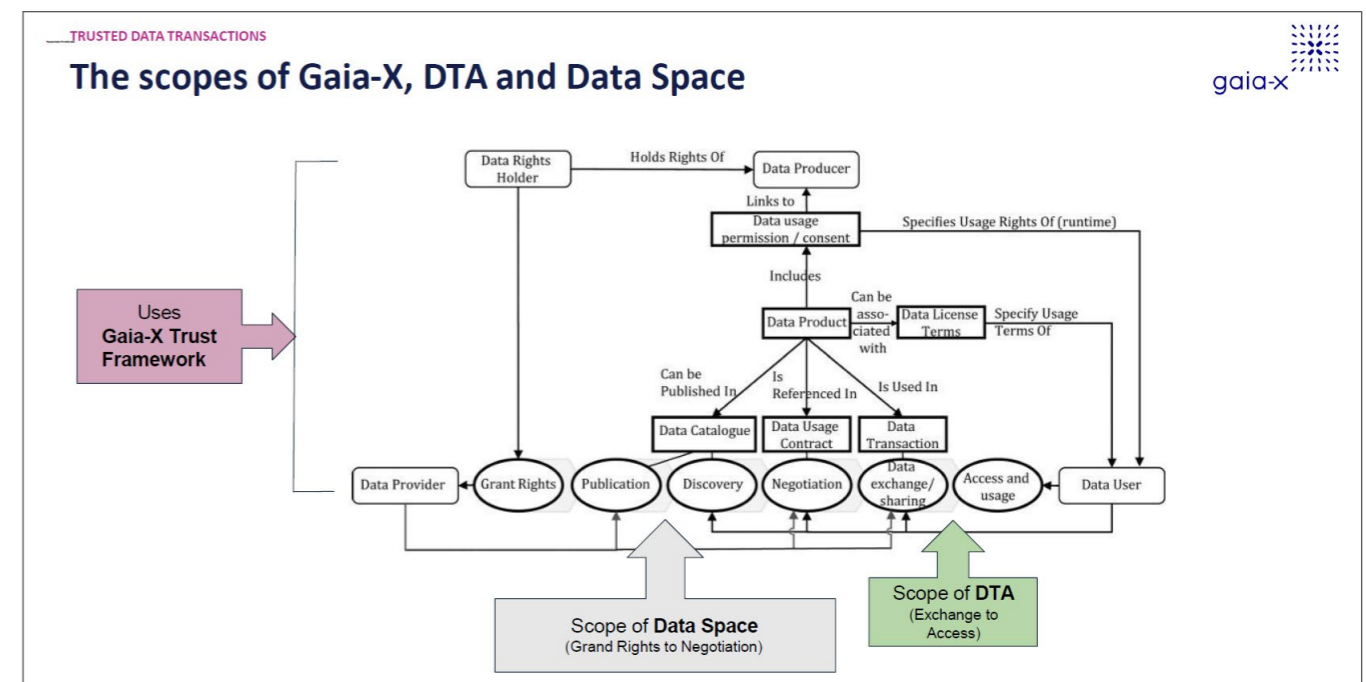 TRUSTED DATA TRANSACTIONS
The scopes of Gaia-X, DTA and Data Space
gaia-x
Data Rights
Holder
Holds Rights Of
Data Producer
Links to
Data usage
permission / consent
Specifies Usage Rights Of (runtime)
Includes
Uses
Gaia-X Trust
Framework
Data Product
Can be
asso-
ciated
with
Data License
Terms
Specify Usage
Terms Of
Can be
Published In
Is
Referenced In
Is Used In
Data Catalogue
Data Usage
Contract
Data
Transaction
Data Provider
Grant Rights
Publication
Discovery
Negotiation
Data
exchange/
sharing
Access and
usage
Data User
Scope of Data Space
(Grand Rights to Negotiation)
Scope of DTA
(Exchange to
Access)